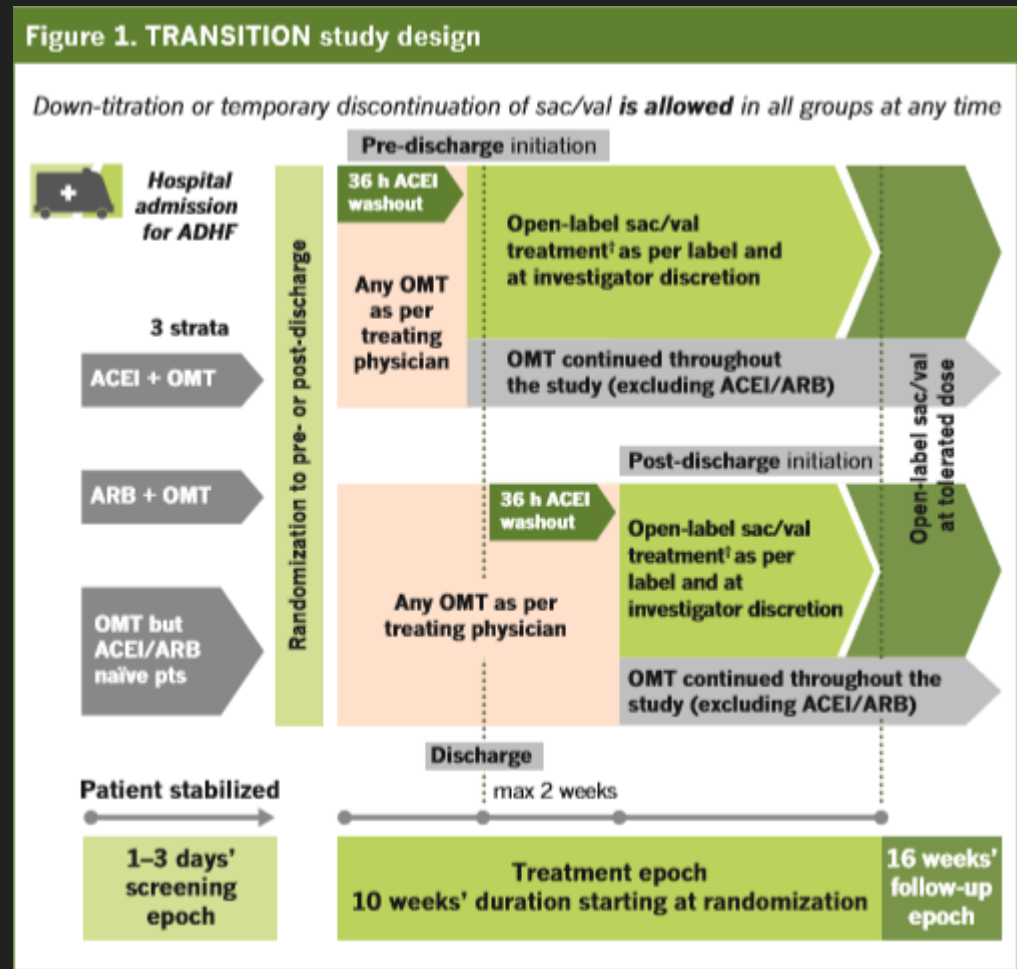 Figure 1. TRANSITION study design
Down-titration or temporary discontinuation of sac/val is allowed in all groups at any time
Pre-discharge initiation
Hospital
admission
for ADHF
3 strata
ACEI + OMT
ARB + OMT
OMT but
ACEI/ARB
naïve pts
Randomization to pre- or post-discharge
36 h ACEI
washout
Any OMT
as per
treating
physician
Open-label sac/val
treatment† as per label and
at investigator discretion
OMT continued throughout
the study (excluding ACEI/ARB)
Post-discharge initiation
36 h ACEI
washout
Any OMT as per
treating physician
Open-label sac/val
treatment† as per
label and at
investigator discretion
OMT continued throughout the
study (excluding ACEI/ARB)
Open-label sac/val
at tolerated dose
Discharge
Patient stabilized
max 2 weeks
1–3 days’
screening
epoch
Treatment epoch
10 weeks’ duration starting at randomization
16 weeks’
follow-up
epoch